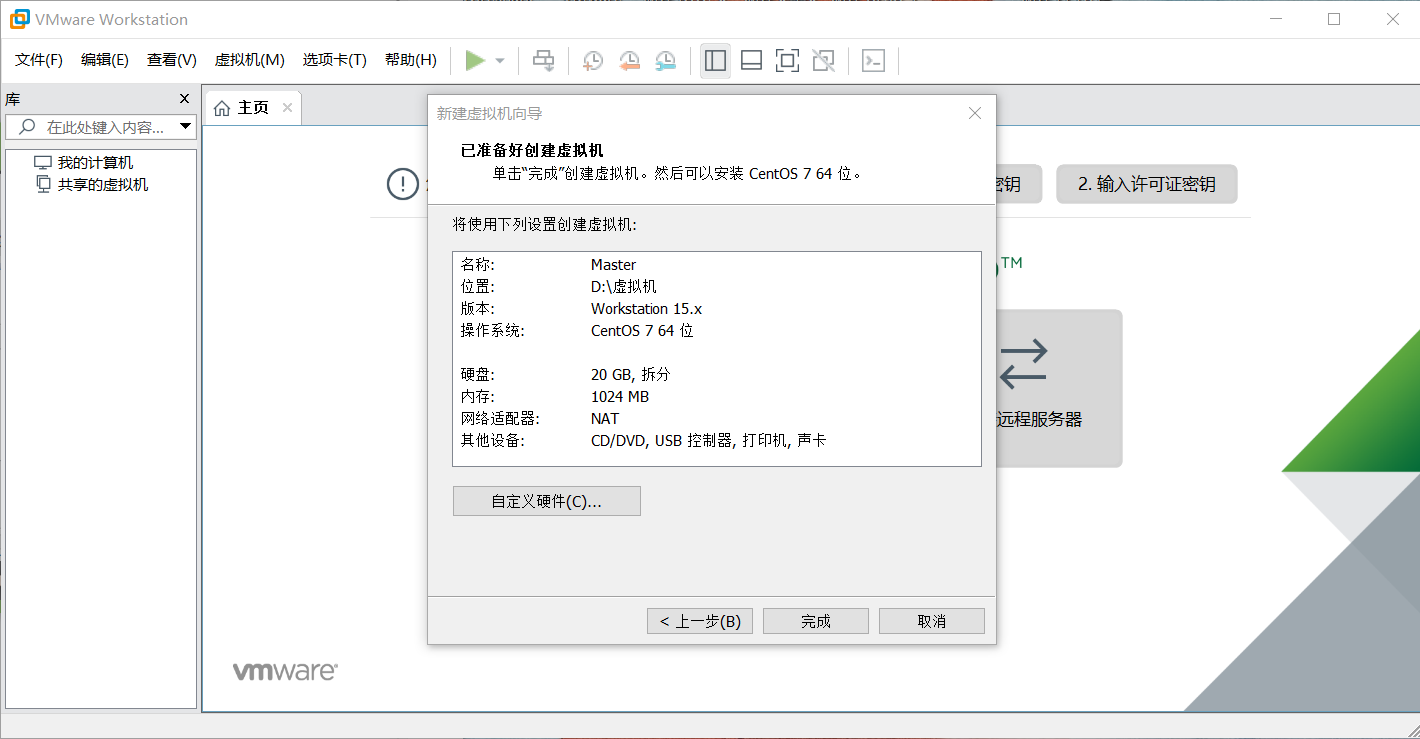 VMware Workstation
文件(F) 编辑(E) 查看(V) 虚拟机(M) 选项卡(T) 帮助(H)
库
主页
在此处键入内容...
我的计算机
共享的虚拟机
新建虚拟机向导
已准备好创建虚拟机
单击“完成”创建虚拟机。然后可以安装 CentOS 7 64 位。
密钥
2. 输入许可证密钥
将使用下列设置创建虚拟机:
TM
名称: Master
位置: D:\虚拟机
版本: Workstation 15.x
操作系统: CentOS 7 64 位
硬盘: 20 GB, 拆分
内存: 1024 MB
网络适配器: NAT
其他设备: CD/DVD, USB 控制器, 打印机, 声卡
远程服务器
自定义硬件(C)...
< 上一步(B) 完成 取消
vmware